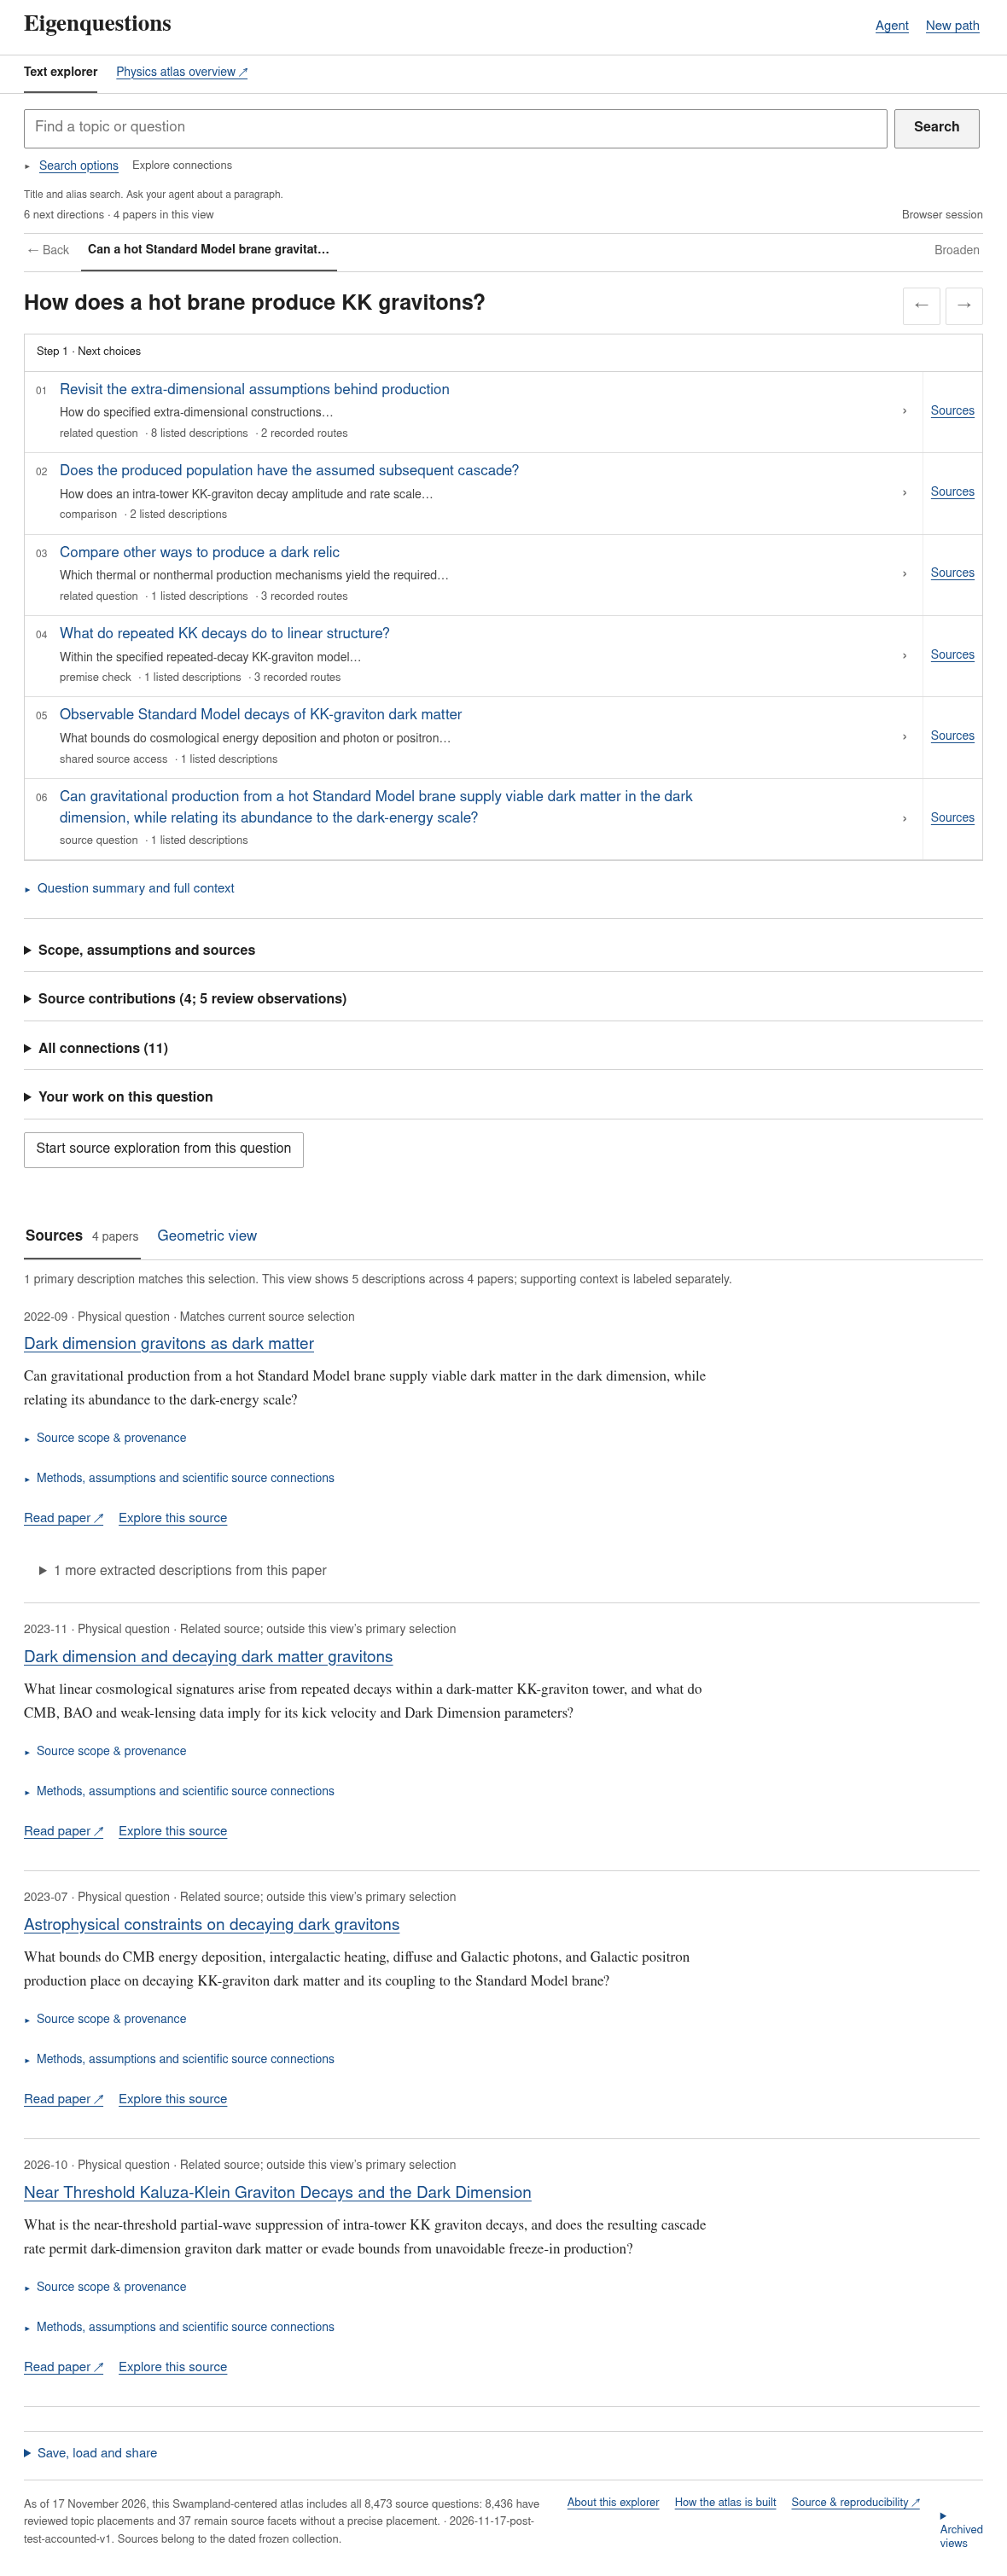 Eigenquestions
Agent New path
Text explorer Physics atlas overview ↗
Find a topic or question
Search
▸ Search options Explore connections
Title and alias search. Ask your agent about a paragraph.
6 next directions · 4 papers in this view
Browser session
← Back Can a hot Standard Model brane gravitat… Broaden
How does a hot brane produce KK gravitons?
← →
Step 1 · Next choices
01 Revisit the extra-dimensional assumptions behind production
How do specified extra-dimensional constructions…
related question · 8 listed descriptions · 2 recorded routes
› Sources
02 Does the produced population have the assumed subsequent cascade?
How does an intra-tower KK-graviton decay amplitude and rate scale…
comparison · 2 listed descriptions
› Sources
03 Compare other ways to produce a dark relic
Which thermal or nonthermal production mechanisms yield the required…
related question · 1 listed descriptions · 3 recorded routes
› Sources
04 What do repeated KK decays do to linear structure?
Within the specified repeated-decay KK-graviton model…
premise check · 1 listed descriptions · 3 recorded routes
› Sources
05 Observable Standard Model decays of KK-graviton dark matter
What bounds do cosmological energy deposition and photon or positron…
shared source access · 1 listed descriptions
› Sources
06 Can gravitational production from a hot Standard Model brane supply viable dark matter in the dark
dimension, while relating its abundance to the dark-energy scale?
source question · 1 listed descriptions
› Sources
▸ Question summary and full context
▶ Scope, assumptions and sources
▶ Source contributions (4; 5 review observations)
▶ All connections (11)
▶ Your work on this question
Start source exploration from this question
Sources 4 papers Geometric view
1 primary description matches this selection. This view shows 5 descriptions across 4 papers; supporting context is labeled separately.
2022-09 · Physical question · Matches current source selection
Dark dimension gravitons as dark matter
Can gravitational production from a hot Standard Model brane supply viable dark matter in the dark dimension, while
relating its abundance to the dark-energy scale?
▸ Source scope & provenance
▸ Methods, assumptions and scientific source connections
Read paper ↗ Explore this source
▶ 1 more extracted descriptions from this paper
2023-11 · Physical question · Related source; outside this view’s primary selection
Dark dimension and decaying dark matter gravitons
What linear cosmological signatures arise from repeated decays within a dark-matter KK-graviton tower, and what do
CMB, BAO and weak-lensing data imply for its kick velocity and Dark Dimension parameters?
▸ Source scope & provenance
▸ Methods, assumptions and scientific source connections
Read paper ↗ Explore this source
2023-07 · Physical question · Related source; outside this view’s primary selection
Astrophysical constraints on decaying dark gravitons
What bounds do CMB energy deposition, intergalactic heating, diffuse and Galactic photons, and Galactic positron
production place on decaying KK-graviton dark matter and its coupling to the Standard Model brane?
▸ Source scope & provenance
▸ Methods, assumptions and scientific source connections
Read paper ↗ Explore this source
2026-10 · Physical question · Related source; outside this view’s primary selection
Near Threshold Kaluza-Klein Graviton Decays and the Dark Dimension
What is the near-threshold partial-wave suppression of intra-tower KK graviton decays, and does the resulting cascade
rate permit dark-dimension graviton dark matter or evade bounds from unavoidable freeze-in production?
▸ Source scope & provenance
▸ Methods, assumptions and scientific source connections
Read paper ↗ Explore this source
▶ Save, load and share
As of 17 November 2026, this Swampland-centered atlas includes all 8,473 source questions: 8,436 have
reviewed topic placements and 37 remain source facets without a precise placement. · 2026-11-17-post-
test-accounted-v1. Sources belong to the dated frozen collection.
About this explorer How the atlas is built Source & reproducibility ↗
▶
Archived
views